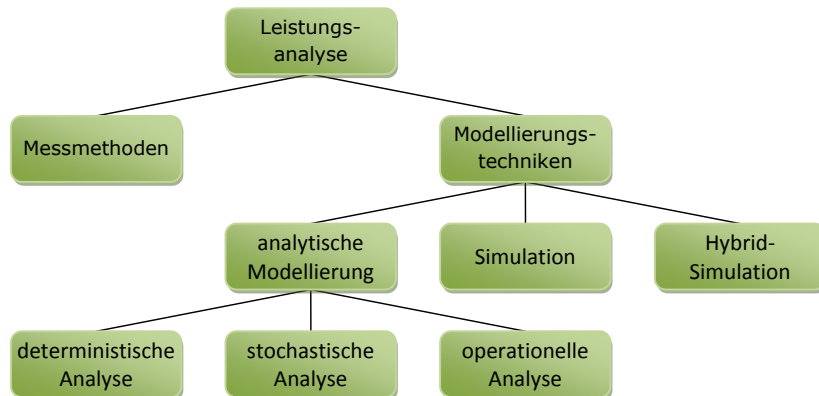 Leistungs-
analyse
Messmethoden
Modellierungs-
techniken
analytische
Modellierung
Simulation
Hybrid-
Simulation
deterministische
Analyse
stochastische
Analyse
operationelle
Analyse